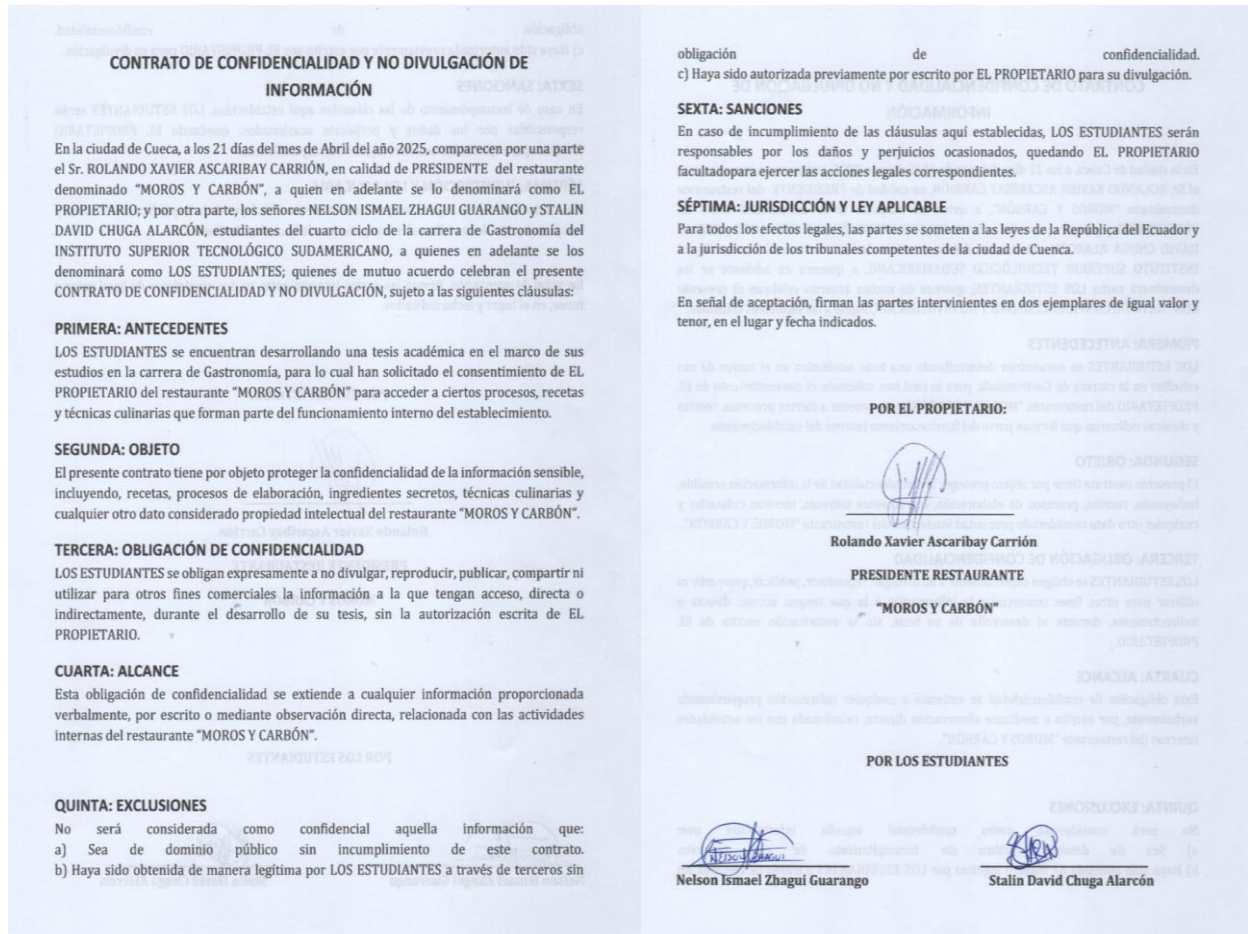 CONTRATO DE CONFIDENCIALIDAD Y NO DIVULGACIÓN DE
INFORMACIÓN
En la ciudad de Cueca, a los 21 días del mes de Abril del año 2025, comparecen por una parte
el Sr. ROLANDO XAVIER ASCARIBAY CARRIÓN, en calidad de PRESIDENTE del restaurante
denominado “MOROS Y CARBÓN”, a quien en adelante se lo denominará como EL
PROPIETARIO; y por otra parte, los señores NELSON ISMAEL ZHAGUI GUARANGO y STALIN
DAVID CHUGA ALARCÓN, estudiantes del cuarto ciclo de la carrera de Gastronomía del
INSTITUTO SUPERIOR TECNOLÓGICO SUDAMERICANO, a quienes en adelante se los
denominará como LOS ESTUDIANTES; quienes de mutuo acuerdo celebran el presente
CONTRATO DE CONFIDENCIALIDAD Y NO DIVULGACIÓN, sujeto a las siguientes cláusulas:
PRIMERA: ANTECEDENTES
LOS ESTUDIANTES se encuentran desarrollando una tesis académica en el marco de sus
estudios en la carrera de Gastronomía, para lo cual han solicitado el consentimiento de EL
PROPIETARIO del restaurante “MOROS Y CARBÓN” para acceder a ciertos procesos, recetas
y técnicas culinarias que forman parte del funcionamiento interno del establecimiento.
SEGUNDA: OBJETO
El presente contrato tiene por objeto proteger la confidencialidad de la información sensible,
incluyendo, recetas, procesos de elaboración, ingredientes secretos, técnicas culinarias y
cualquier otro dato considerado propiedad intelectual del restaurante “MOROS Y CARBÓN”.
TERCERA: OBLIGACIÓN DE CONFIDENCIALIDAD
LOS ESTUDIANTES se obligan expresamente a no divulgar, reproducir, publicar, compartir ni
utilizar para otros fines comerciales la información a la que tengan acceso, directa o
indirectamente, durante el desarrollo de su tesis, sin la autorización escrita de EL
PROPIETARIO.
CUARTA: ALCANCE
Esta obligación de confidencialidad se extiende a cualquier información proporcionada
verbalmente, por escrito o mediante observación directa, relacionada con las actividades
internas del restaurante “MOROS Y CARBÓN”.
QUINTA: EXCLUSIONES
No será considerada como confidencial aquella información que:
a) Sea de dominio público sin incumplimiento de este contrato.
b) Haya sido obtenida de manera legítima por LOS ESTUDIANTES a través de terceros sin
obligación de confidencialidad.
c) Haya sido autorizada previamente por escrito por EL PROPIETARIO para su divulgación.
SEXTA: SANCIONES
En caso de incumplimiento de las cláusulas aquí establecidas, LOS ESTUDIANTES serán
responsables por los daños y perjuicios ocasionados, quedando EL PROPIETARIO
facultadopara ejercer las acciones legales correspondientes.
SÉPTIMA: JURISDICCIÓN Y LEY APLICABLE
Para todos los efectos legales, las partes se someten a las leyes de la República del Ecuador y
a la jurisdicción de los tribunales competentes de la ciudad de Cuenca.
En señal de aceptación, firman las partes intervinientes en dos ejemplares de igual valor y
tenor, en el lugar y fecha indicados.
POR EL PROPIETARIO:
Rolando Xavier Ascaribay Carrión
PRESIDENTE RESTAURANTE
“MOROS Y CARBÓN”
POR LOS ESTUDIANTES
Nelson Ismael Zhagui Guarango
Stalin David Chuga Alarcón